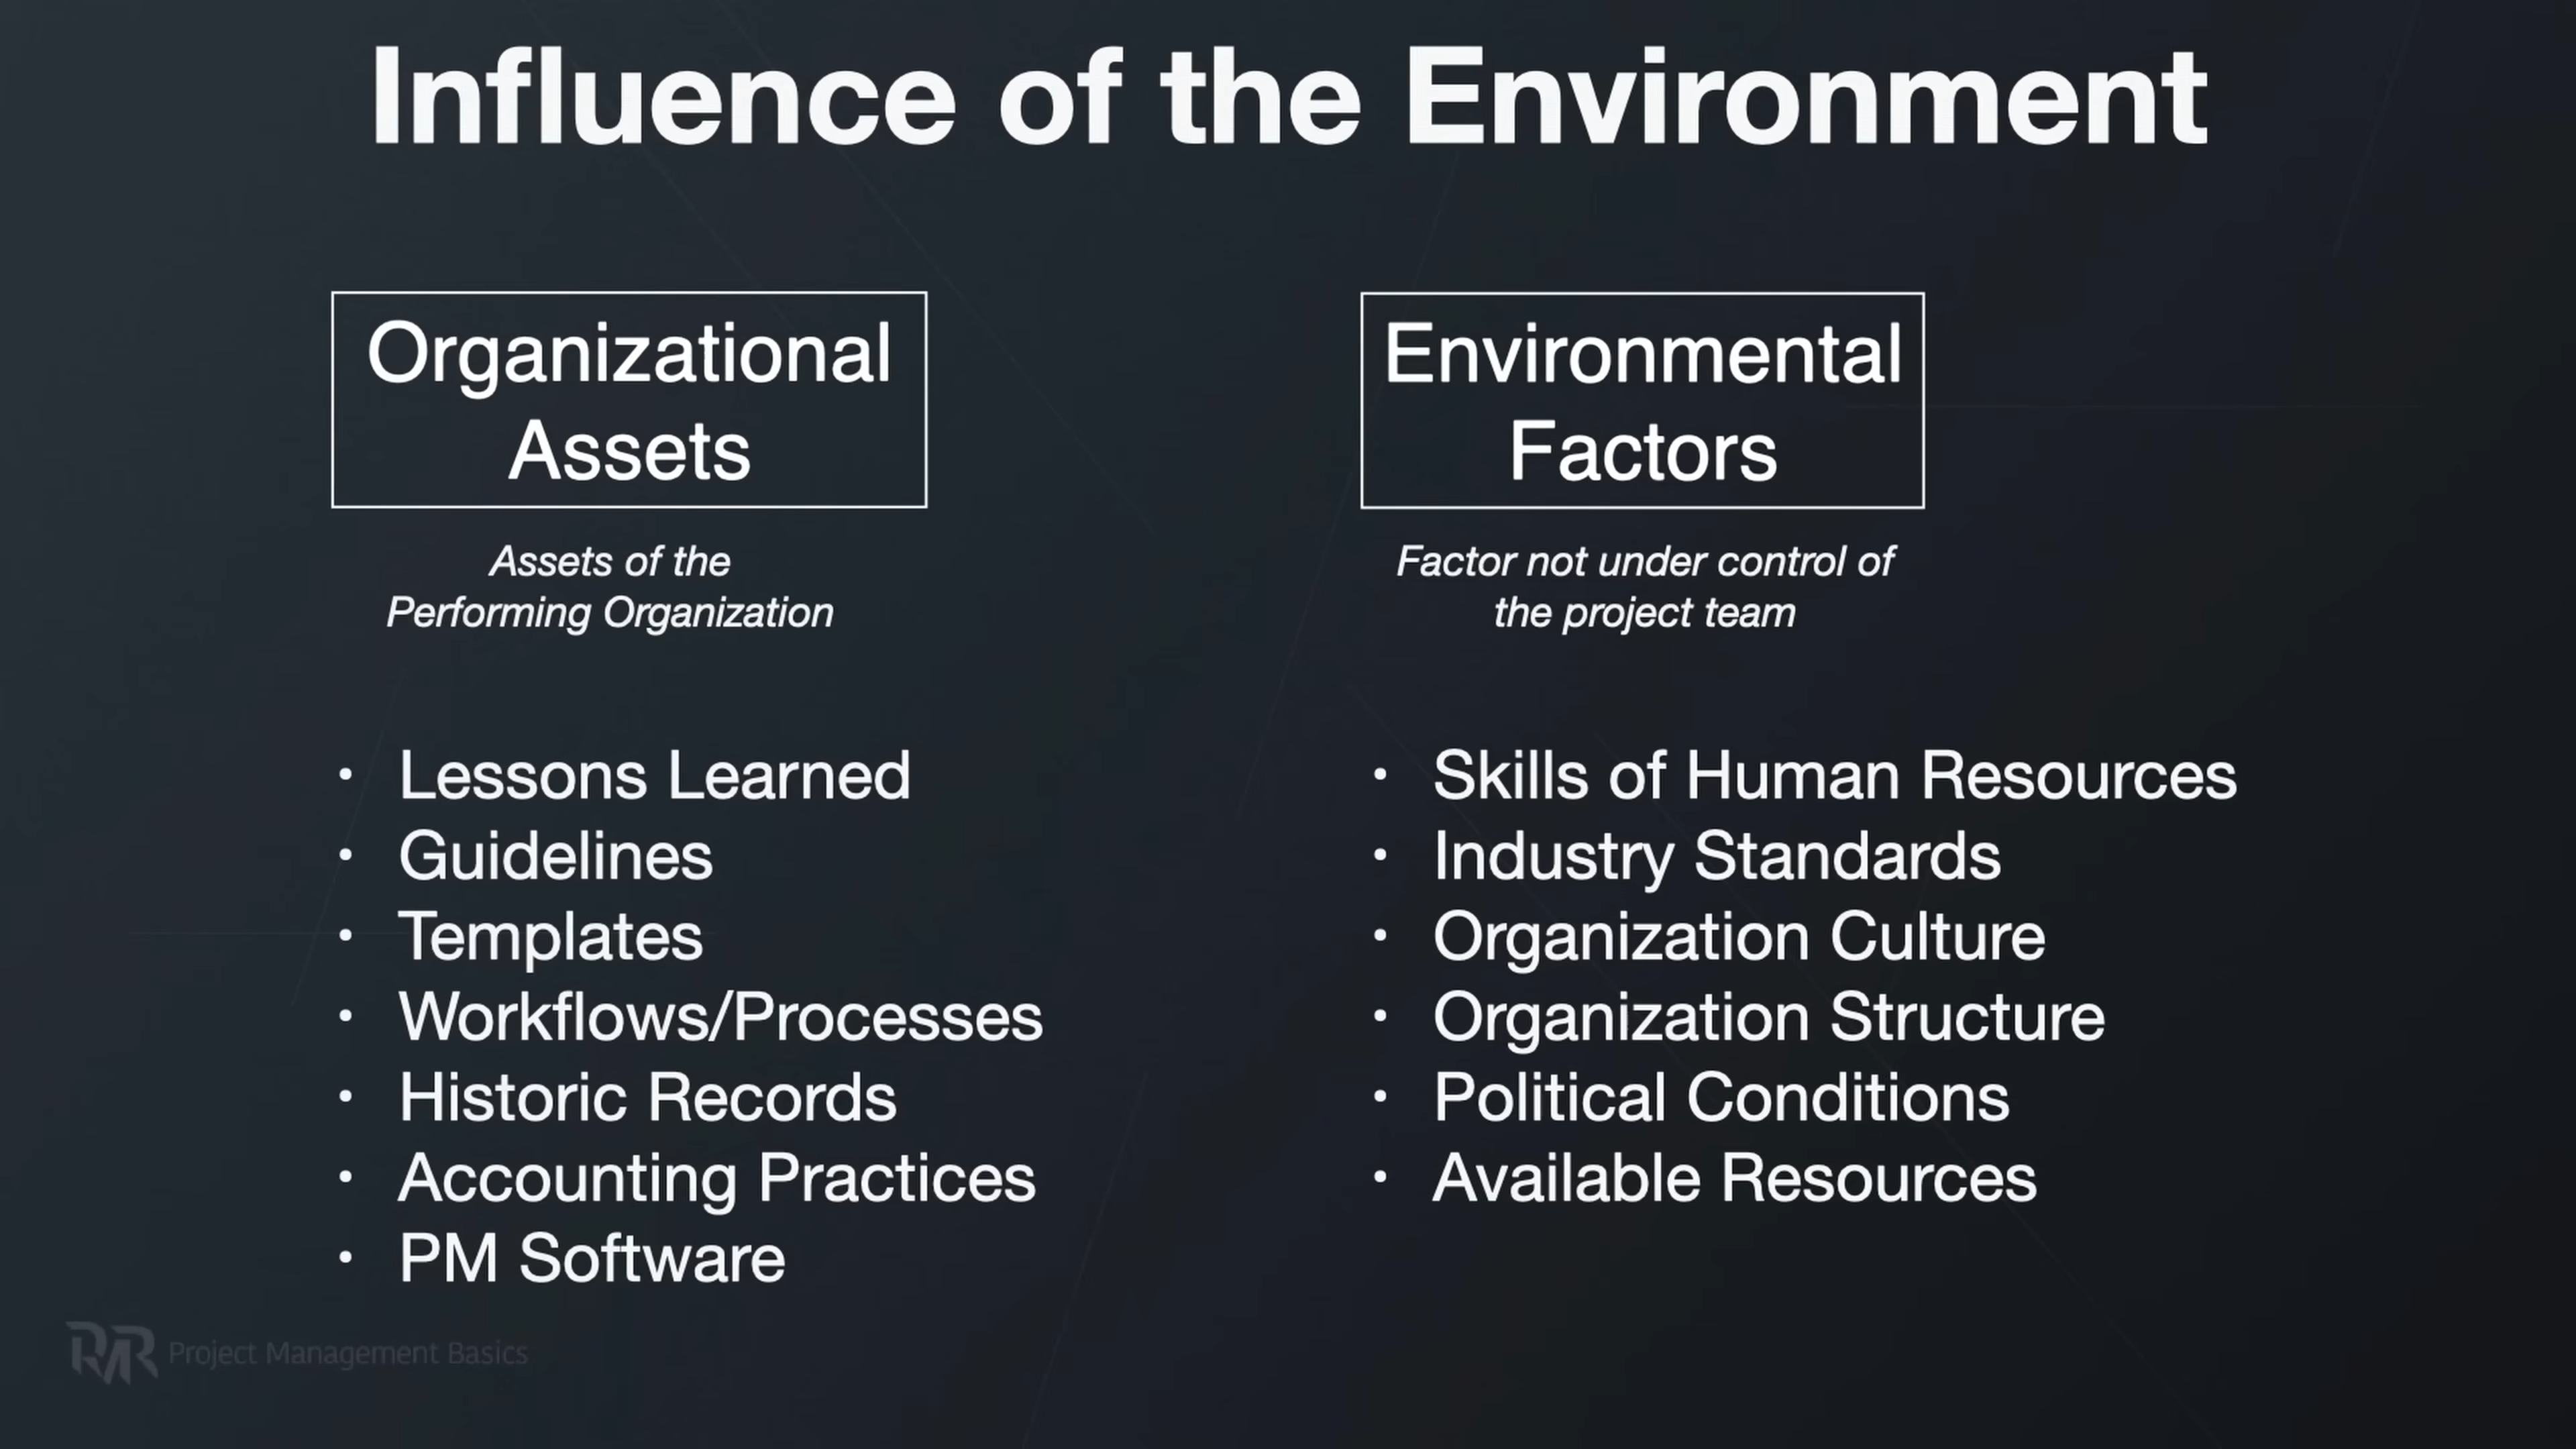 Influence of the Environment
Organizational
Assets
Assets of the
Performing Organization
• Lessons Learned
• Guidelines
• Templates
• Workflows/Processes
• Historic Records
• Accounting Practices
• PM Software
Environmental
Factors
Factor not under control of
the project team
• Skills of Human Resources
• Industry Standards
• Organization Culture
• Organization Structure
• Political Conditions
• Available Resources
Project Management Basics